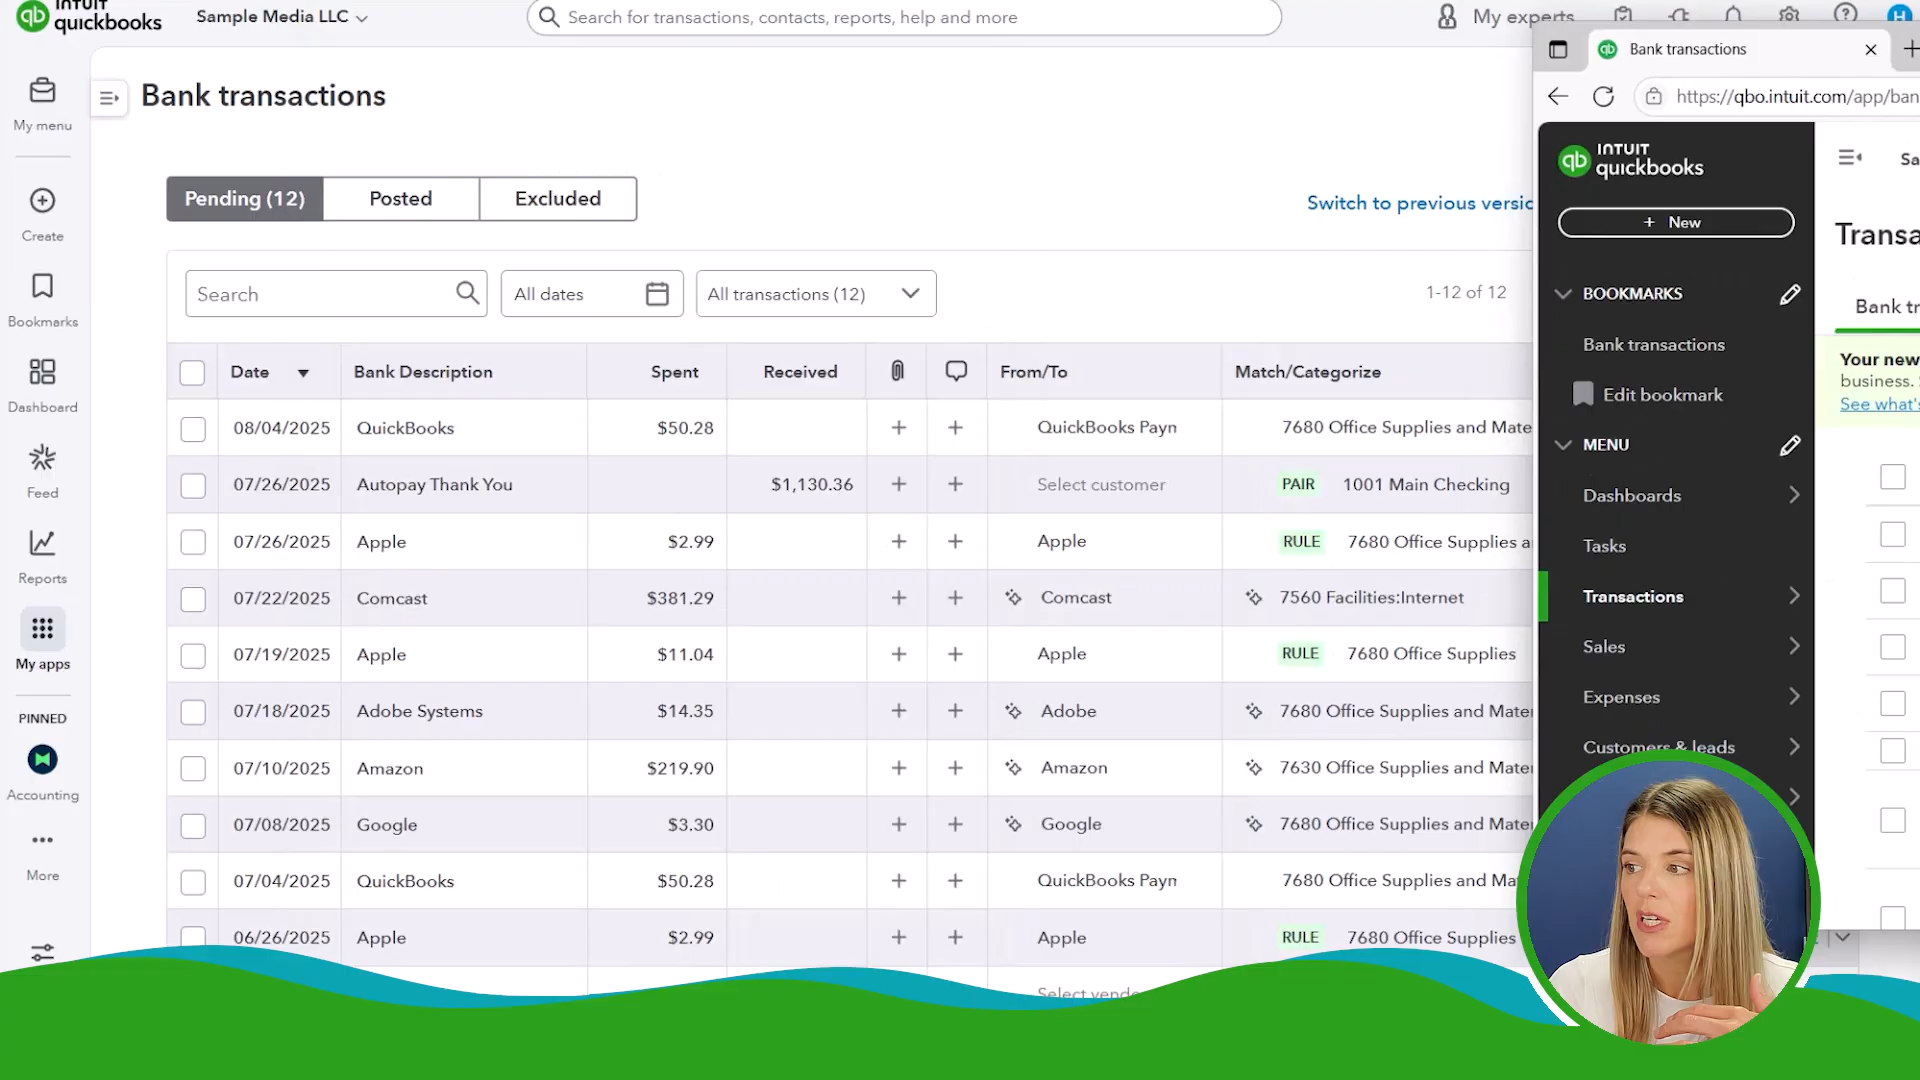 INTUIT
quickbooks
Sample Media LLC
Search for transactions, contacts, reports, help and more
My experts
H
My menu
Create
Bookmarks
Dashboard
Feed
Reports
My apps
PINNED
Accounting
More
Bank transactions
Pending (12)
Posted
Excluded
Switch to previous versio
Search
All dates
All transactions (12)
1-12 of 12
Date Bank Description Spent Received From/To Match/Categorize
08/04/2025 QuickBooks $50.28 + + QuickBooks Paym 7680 Office Supplies and Mate
07/26/2025 Autopay Thank You $1,130.36 + + Select customer PAIR 1001 Main Checking
07/26/2025 Apple $2.99 + + Apple RULE 7680 Office Supplies a
07/22/2025 Comcast $381.29 + + Comcast 7560 Facilities:Internet
07/19/2025 Apple $11.04 + + Apple RULE 7680 Office Supplies
07/18/2025 Adobe Systems $14.35 + + Adobe 7680 Office Supplies and Mater
07/10/2025 Amazon $219.90 + + Amazon 7630 Office Supplies and Mater
07/08/2025 Google $3.30 + + Google 7680 Office Supplies and Mater
07/04/2025 QuickBooks $50.28 + + QuickBooks Paym 7680 Office Supplies and Ma
06/26/2025 Apple $2.99 + + Apple RULE 7680 Office Supplies
Select vend
Bank transactions
https://qbo.intuit.com/app/ban
INTUIT
quickbooks
+ New
BOOKMARKS
Bank transactions
Edit bookmark
MENU
Dashboards
Tasks
Transactions
Sales
Expenses
Customers & leads
Sa
Transa
Bank tr
Your new
business.
See what's